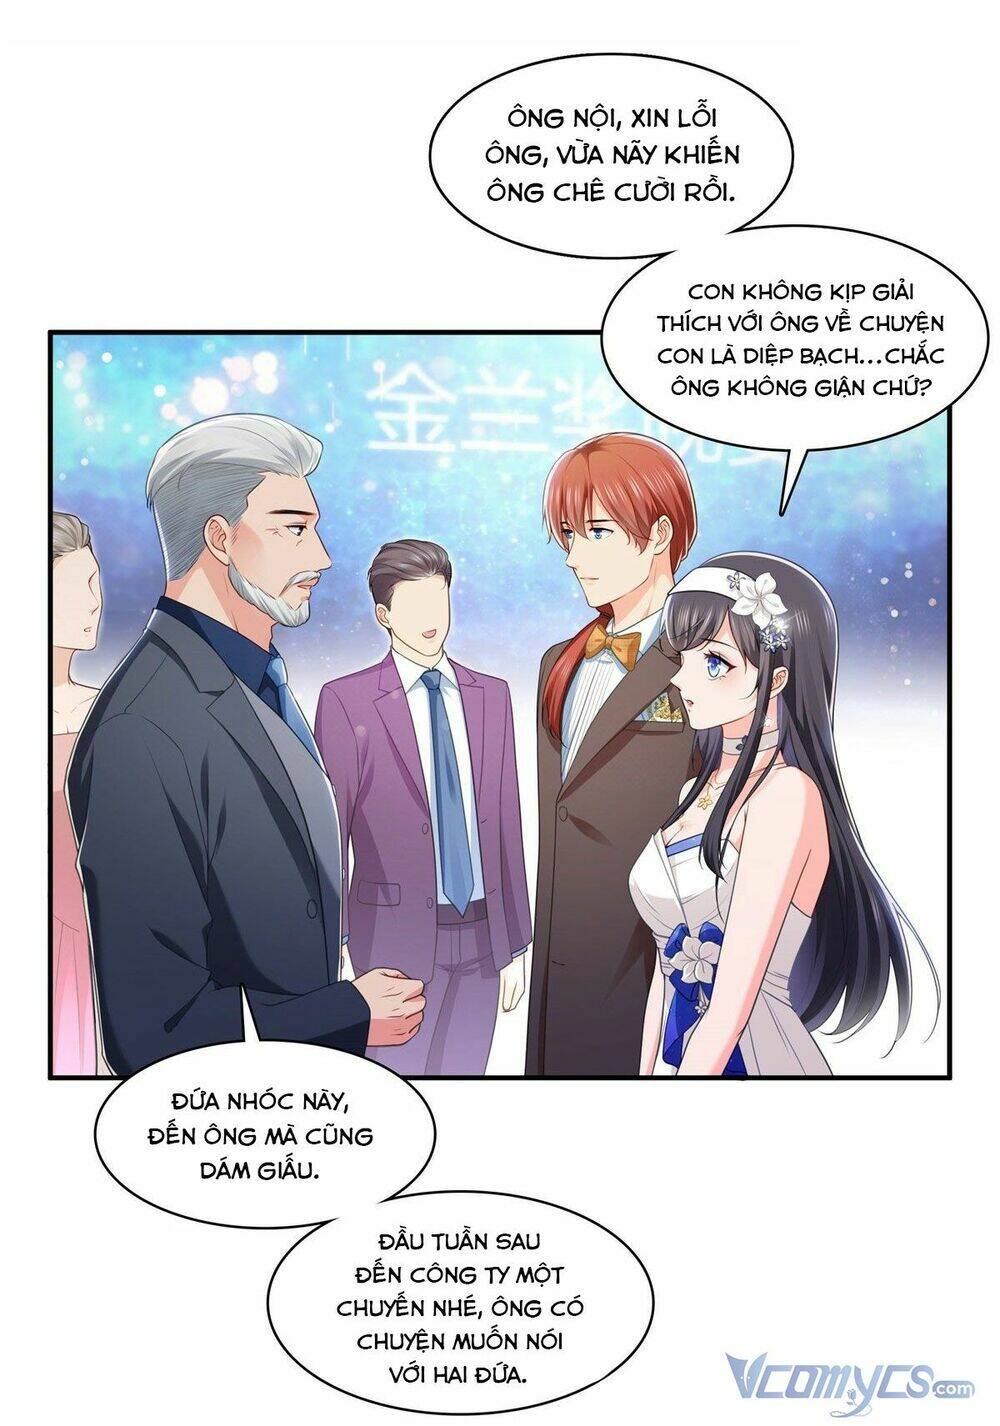 ÔNG NỘI, XIN LỖI
ÔNG, VỪA NÃY KHIẾN
ÔNG CHÊ CƯỜI RỒI.
CON KHÔNG KỊP GIẢI
THÍCH VỚI ÔNG VỀ CHUYỆN
CON LÀ DIỆP BẠCH...CHẮC
ÔNG KHÔNG GIẬN CHỨ?
金兰奖晚宴
ĐỨA NHÓC NÀY,
ĐẾN ÔNG MÀ CŨNG
DÁM GIẤU.
ĐẦU TUẦN SAU
ĐẾN CÔNG TY MỘT
CHUYẾN NHÉ, ÔNG CÓ
CHUYỆN MUỐN NÓI
VỚI HAI ĐỨA.
VCOMYCS.com